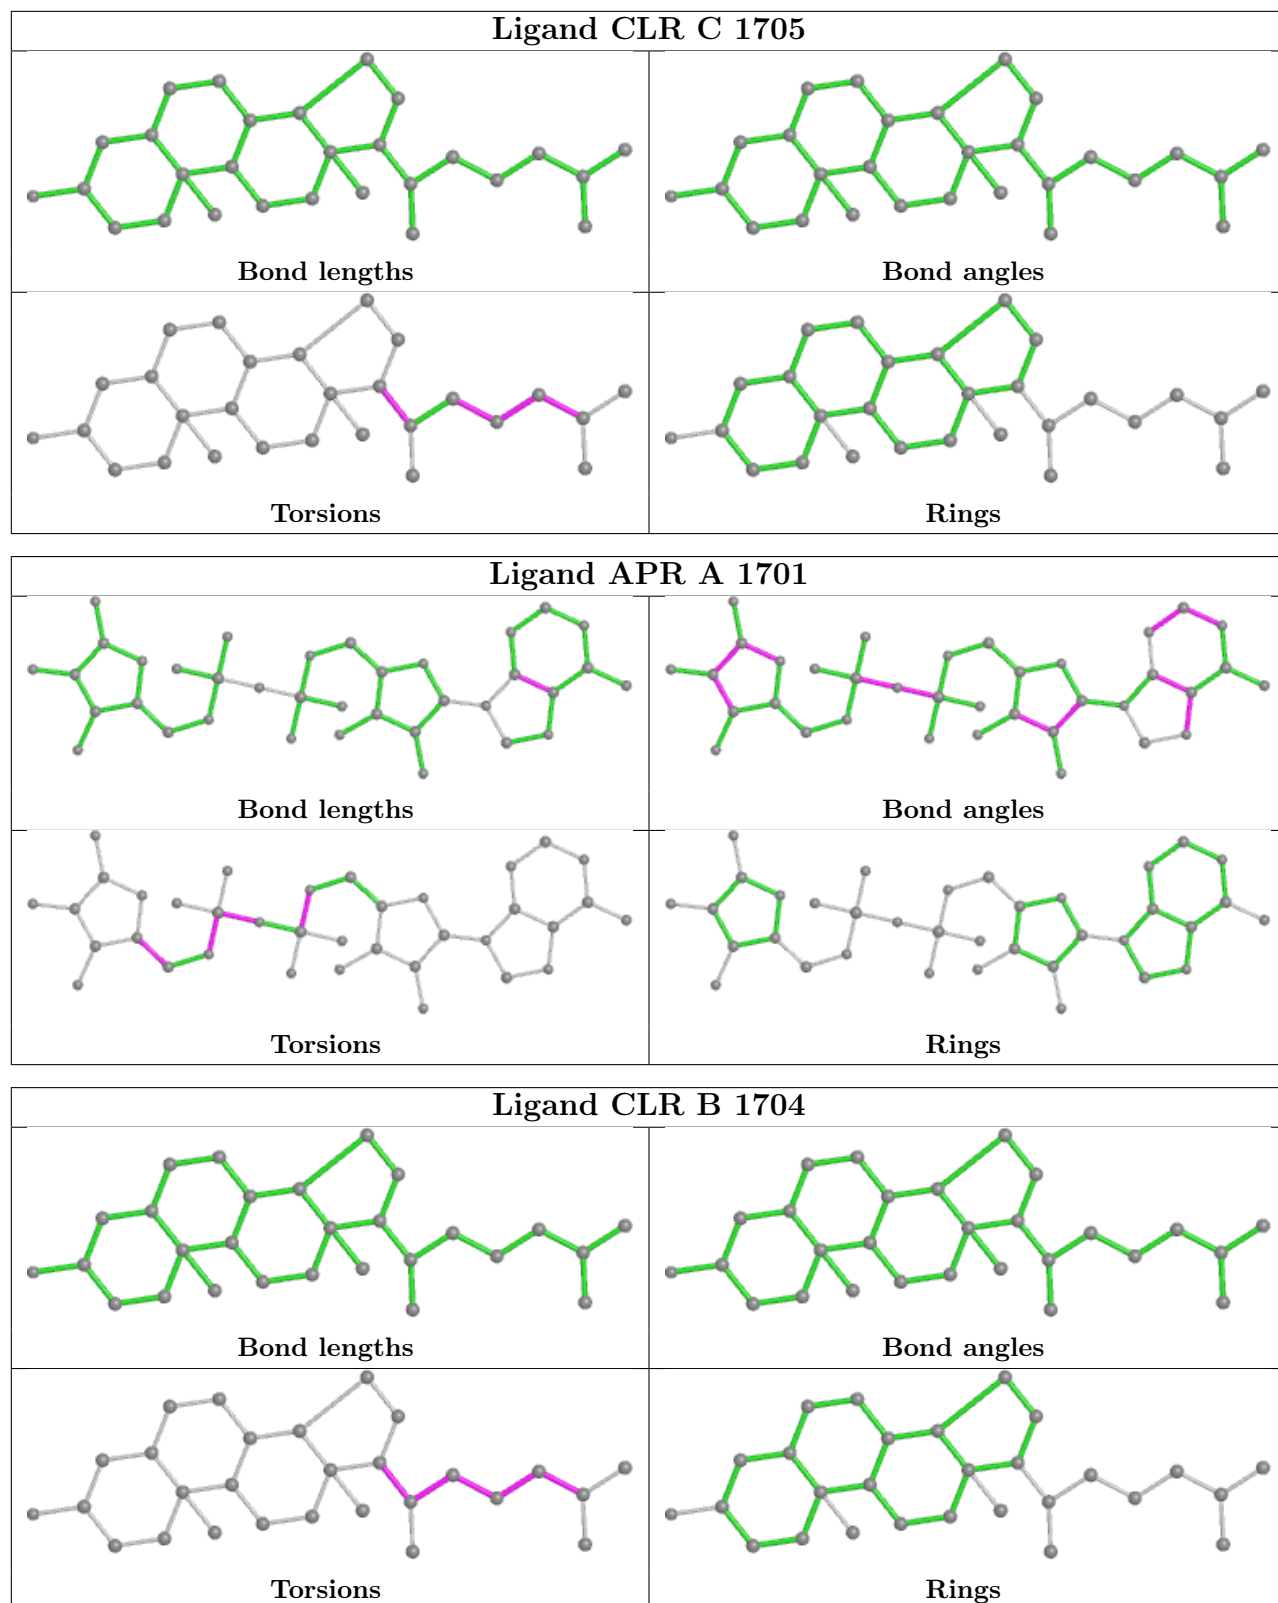 Ligand CLR C 1705
Bond lengths
Bond angles
Torsions
Rings
Ligand APR A 1701
Bond lengths
Bond angles
Torsions
Rings
Ligand CLR B 1704
Bond lengths
Bond angles
Torsions
Rings